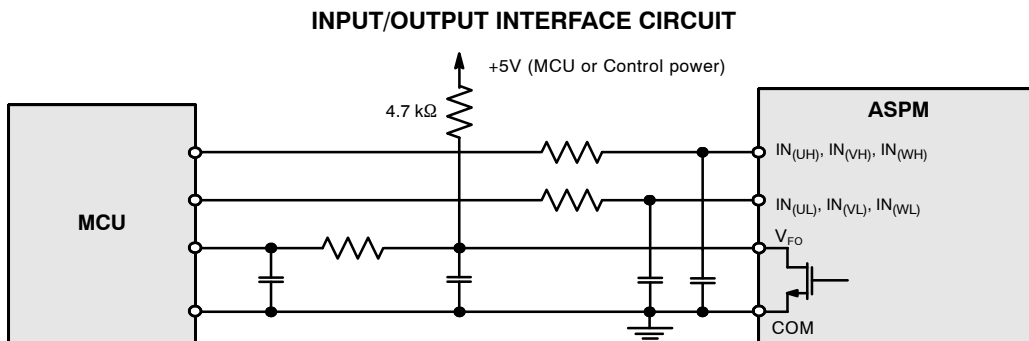 INPUT/OUTPUT INTERFACE CIRCUIT
+5V (MCU or Control power)
4.7 kΩ
ASPM
IN(UH), IN(VH), IN(WH)
IN(UL), IN(VL), IN(WL)
MCU
VFO
COM